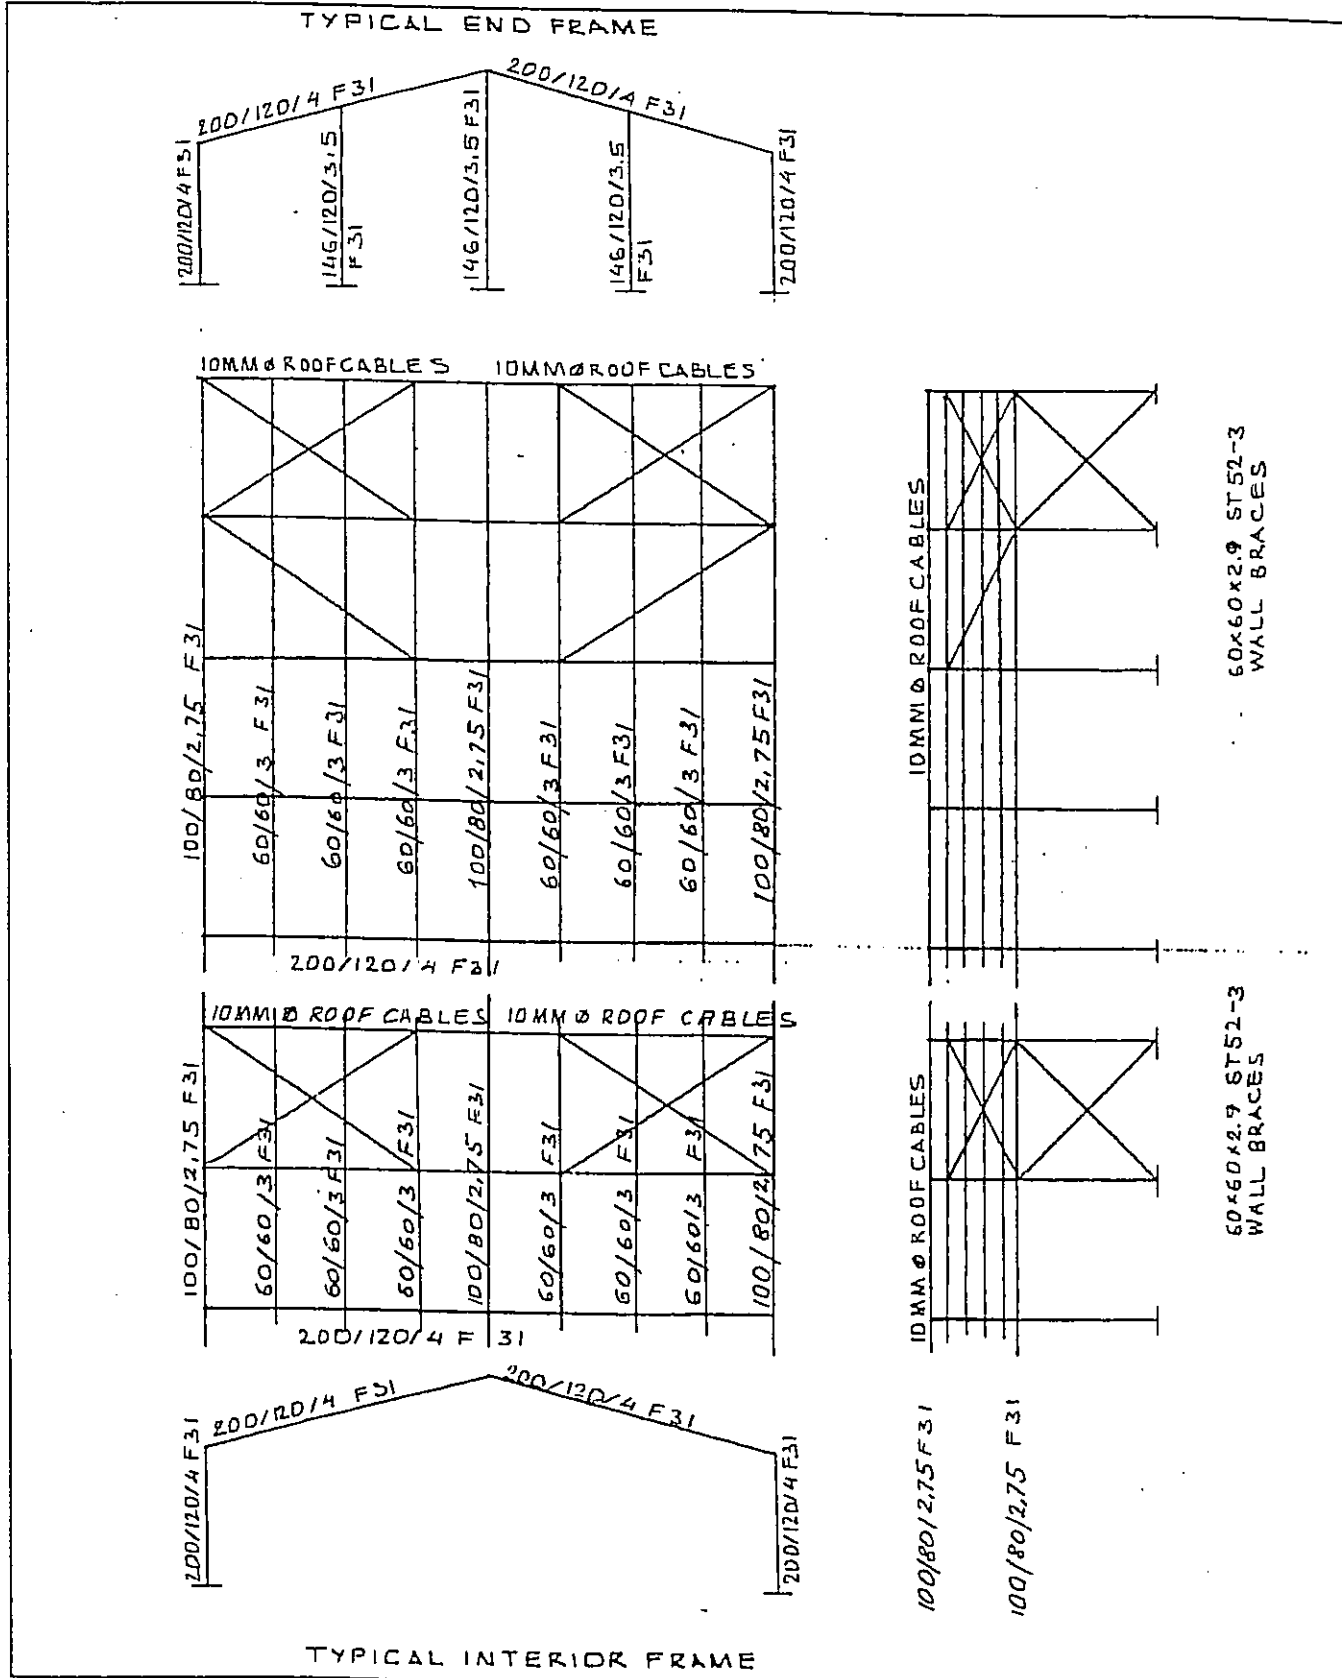 TYPICAL END FRAME
200/120/4 F31
200/120/4 F31
200/120/4 F31
146/120/3.5
F31
146/120/3.5 F31
146/120/3.5
F31
200/120/4 F31
10MM Ø ROOF CABLES
10MM Ø ROOF CABLES
100/80/2,75 F31
60/60/3 F31
60/60/3 F31
60/60/3 F31
100/80/2,75 F31
60/60/3 F31
60/60/3 F31
60/60/3 F31
100/80/2,75 F31
200/120/4 F31
10MM Ø ROOF CABLES
60x60x2.9 ST52-3
WALL BRACES
10MM Ø ROOF CABLES
10MM Ø ROOF CABLES
100/80/2,75 F31
60/60/3 F31
60/60/3 F31
60/60/3 F31
100/80/2,75 F31
60/60/3 F31
60/60/3 F31
60/60/3 F31
100/80/2,75 F31
200/120/4 F31
10MM Ø ROOF CABLES
60x60x2.9 ST52-3
WALL BRACES
200/120/4 F31
200/120/4 F31
200/120/4 F31
200/120/4 F31
100/80/2,75 F31
100/80/2,75 F31
TYPICAL INTERIOR FRAME